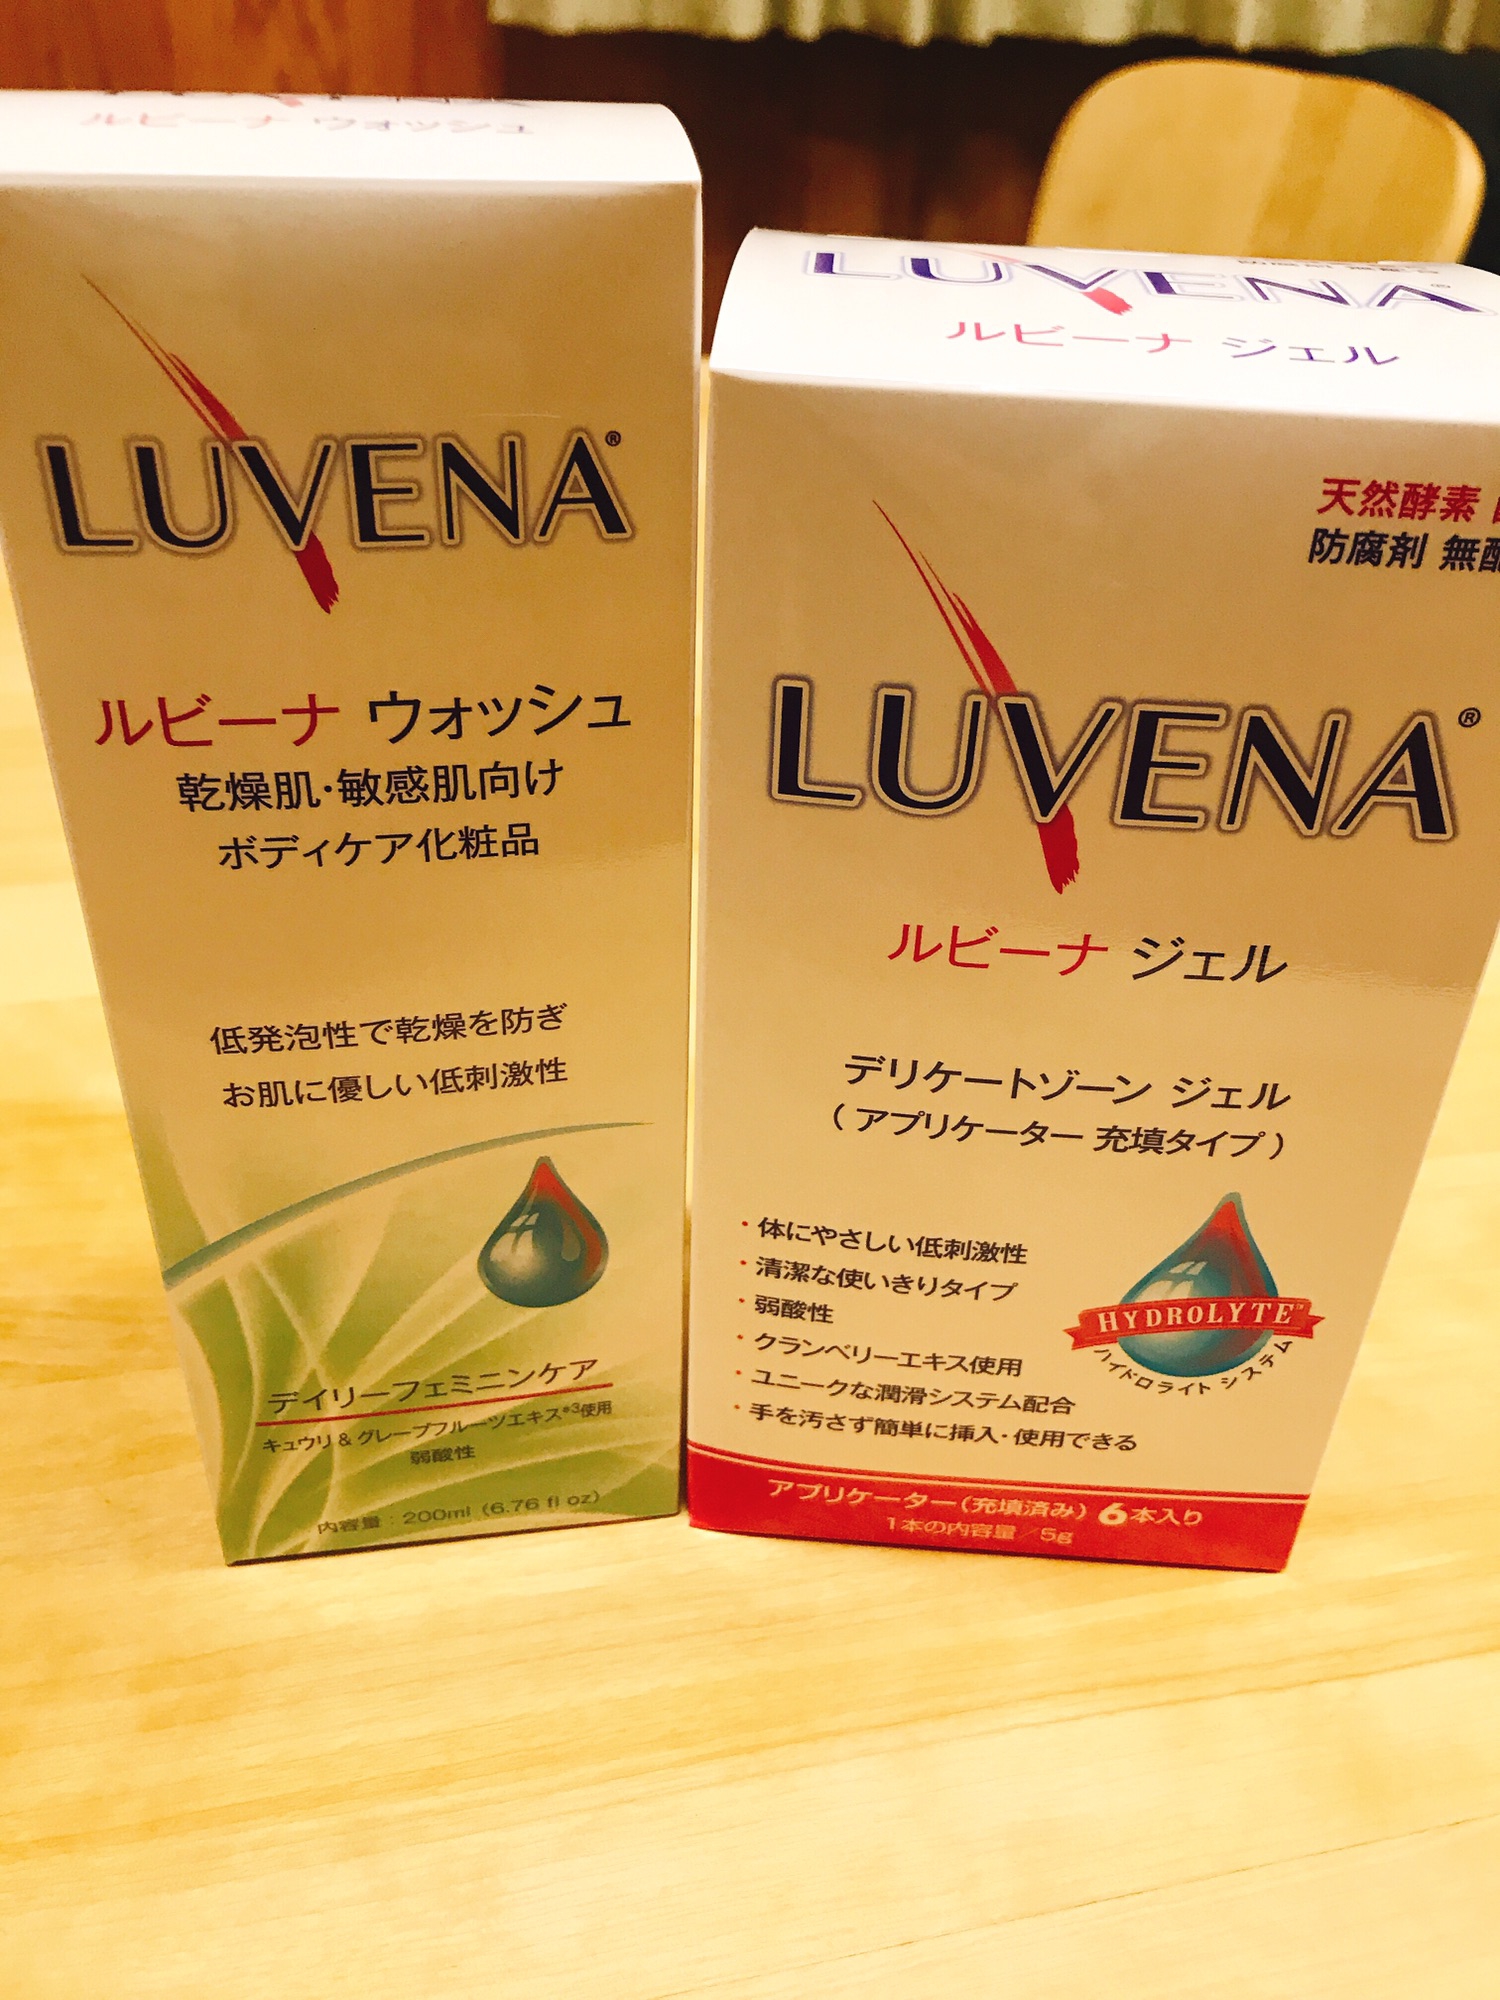 ルビーナ ウォッシュ
LUVENA®
ルビーナ ウォッシュ
乾燥肌・敏感肌向け
ボディケア化粧品
低発泡性で乾燥を防ぎ
お肌に優しい低刺激性
デイリーフェミニンケア
キュウリ & グレープフルーツエキス*3使用
弱酸性
内容量：200ml (6.76 fl oz)
LUVENA®
ルビーナ ジェル
天然酵素
防腐剤 無配
LUVENA®
ルビーナ ジェル
デリケートゾーン ジェル
(アプリケーター 充填タイプ)
・体にやさしい低刺激性
・清潔な使いきりタイプ
・弱酸性
・クランベリーエキス使用
・ユニークな潤滑システム配合
・手を汚さず簡単に挿入・使用できる
HYDROLYTE™
ハイドロライト システム
アプリケーター(充填済み) 6本入り
1本の内容量／5g